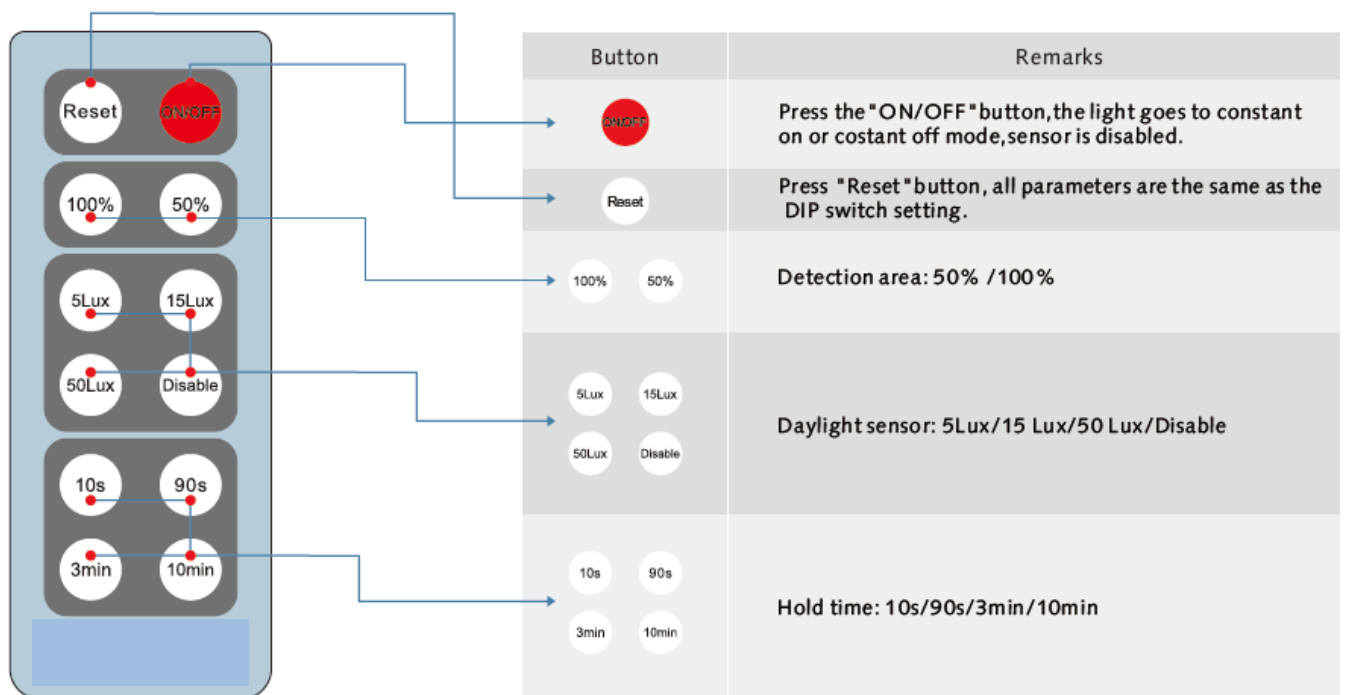 Reset ON/OFF
100% 50%
5Lux 15Lux
50Lux Disable
10s 90s
3min 10min
Button Remarks
ON/OFF
Press the "ON/OFF" button,the light goes to constant
on or costant off mode,sensor is disabled.
Reset
Press "Reset" button, all parameters are the same as the
DIP switch setting.
100% 50%
Detection area: 50% /100%
5Lux 15Lux
50Lux Disable
Daylight sensor: 5Lux/15 Lux/50 Lux/Disable
10s 90s
3min 10min
Hold time: 10s/90s/3min/10min